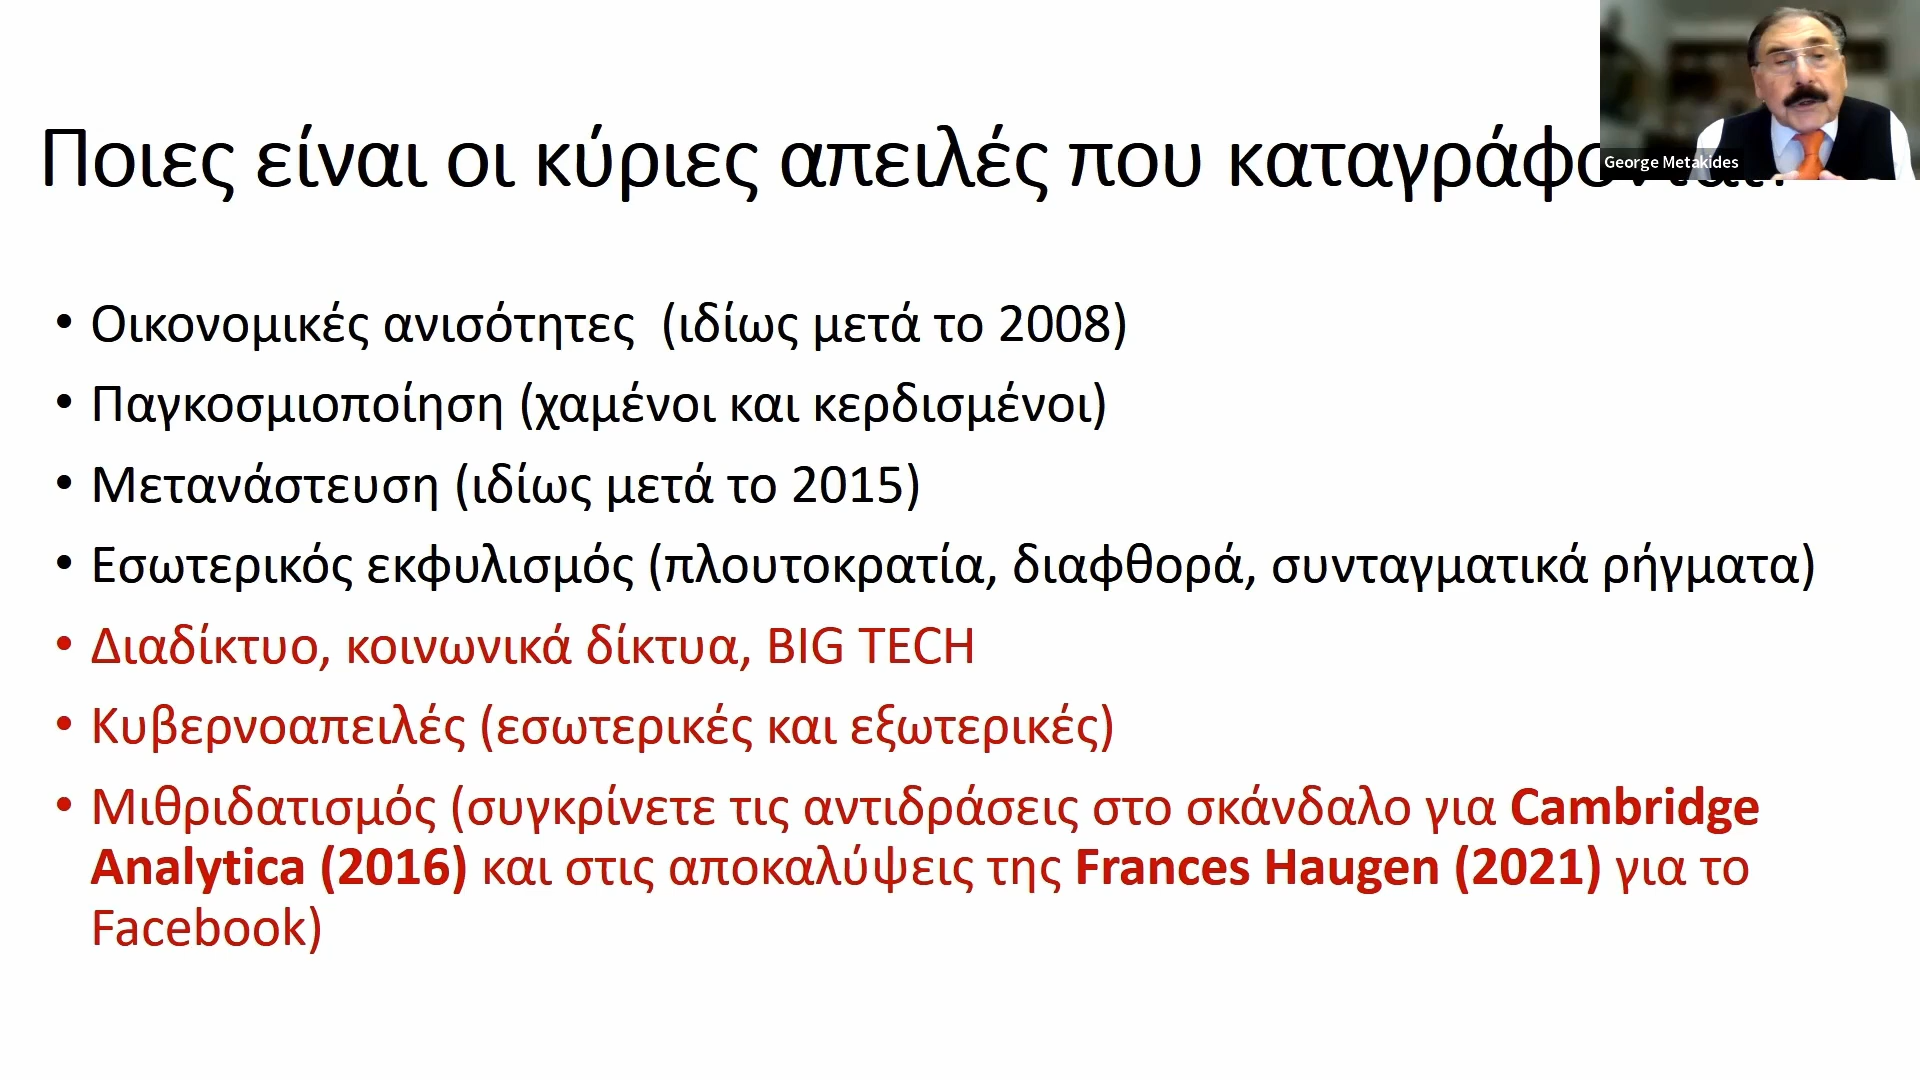 Ποιες είναι οι κύριες απειλές που
George Metakides
• Οικονομικές ανισότητες (ιδίως μετά το 2008)
• Παγκοσμιοποίηση (χαμένοι και κερδισμένοι)
• Μετανάστευση (ιδίως μετά το 2015)
• Εσωτερικός εκφυλισμός (πλουτοκρατία, διαφθορά, συνταγματικά ρήγματα)
• Διαδίκτυο, κοινωνικά δίκτυα, BIG TECH
• Κυβερνοαπειλές (εσωτερικές και εξωτερικές)
• Μιθριδατισμός (συγκρίνετε τις αντιδράσεις στο σκάνδαλο για Cambridge
Analytica (2016) και στις αποκαλύψεις της Frances Haugen (2021) για το
Facebook)